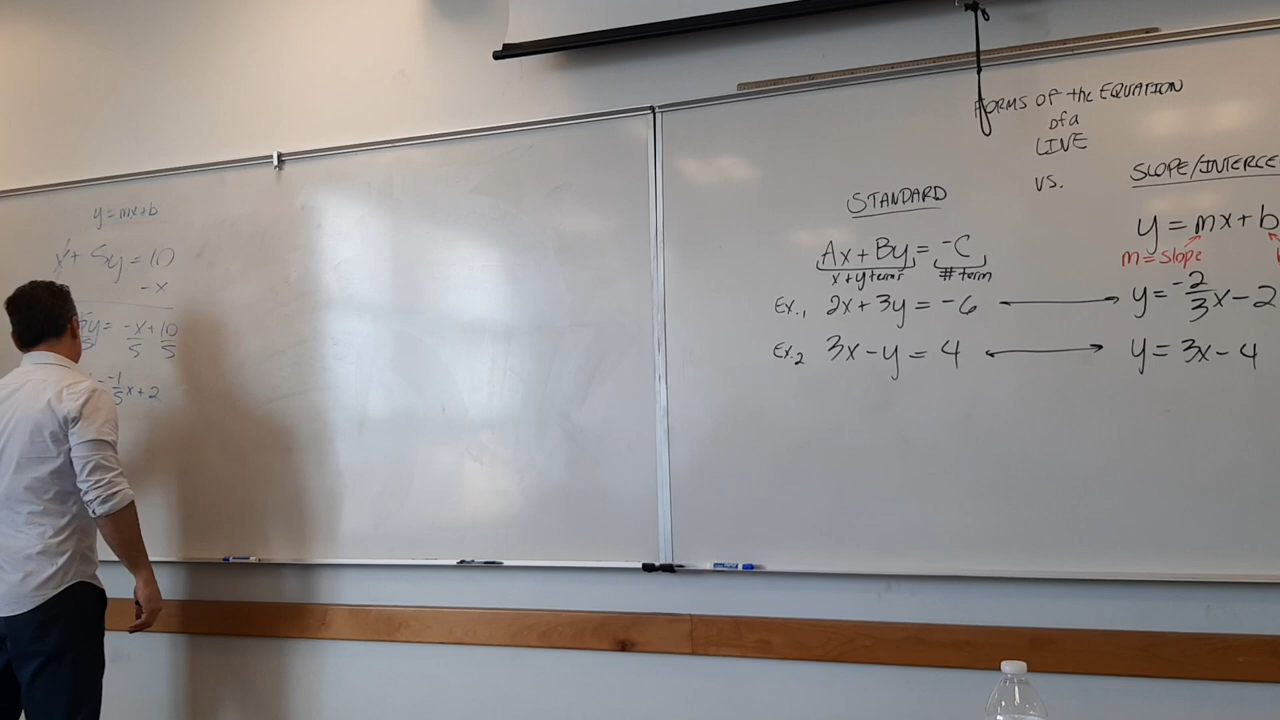 y = mx+b
x + 5y = 10
-x
5y = -x + 10
5 5 5
-1/5 x + 2
FORMS OF the EQUATION
of a
LINE
STANDARD
VS.
SLOPE/INTERCE
Ax + By = -C
x + y terms
# term
y = mx + b
m = slope
Ex.1 2x + 3y = -6
y = -2/3 x - 2
Ex.2 3x - y = 4
y = 3x - 4